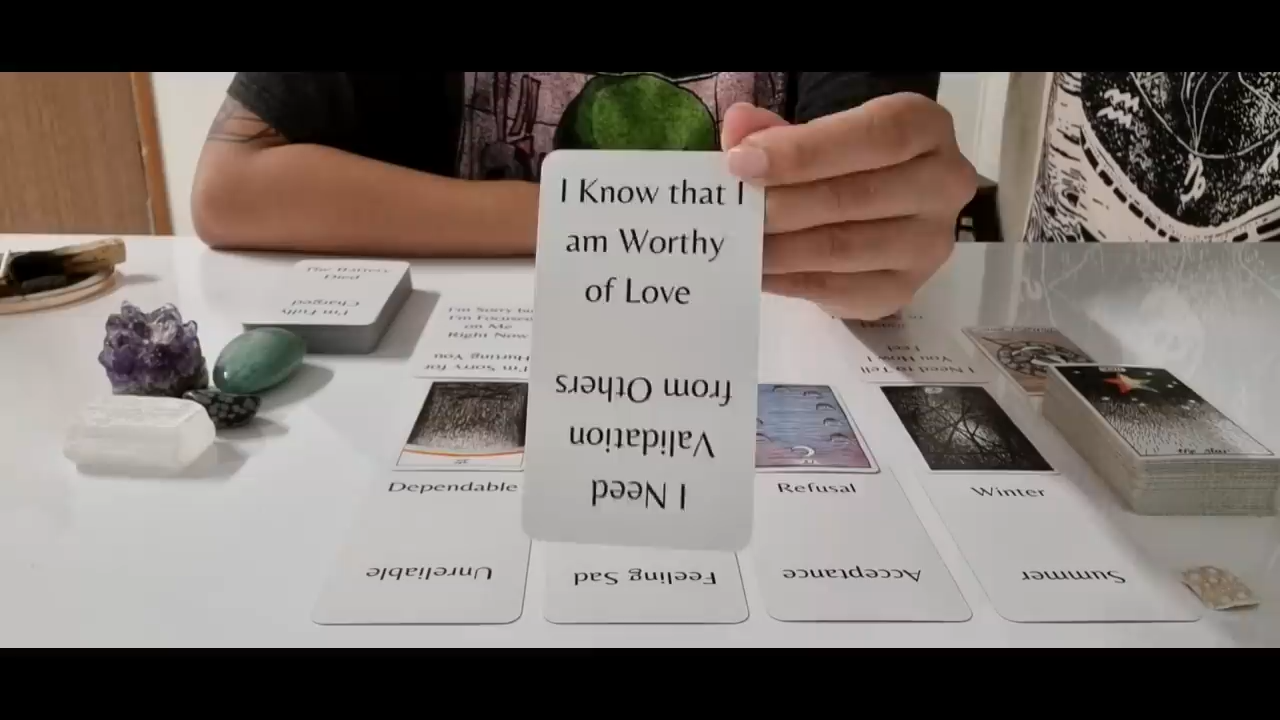 I Know that I
am Worthy
of Love
I Need
Validation
from Others
The Battery
Died
I'm Fully
Charged
I'm Sorry but
I'm Focused
on Me
Right Now
I'm Sorry for
Hurting You
I Need to Tell
You How I
Feel
the star
Dependable
Unreliable
Feeling Sad
Refusal
Acceptance
Winter
Summer